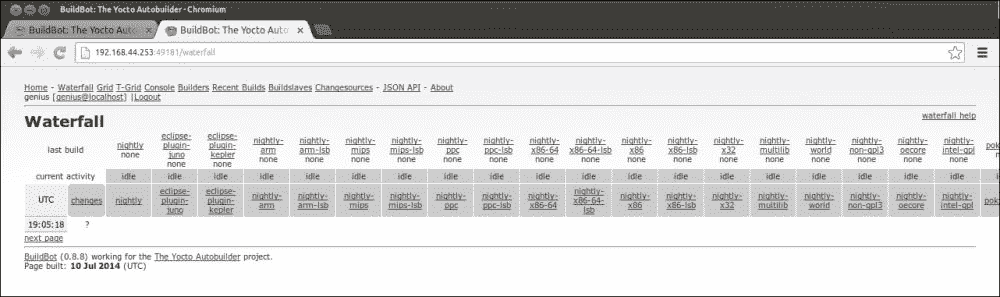 BuildBot: The Yocto Autobuilder - Chromium
BuildBot: The Yocto Auto
BuildBot: The Yocto Auto
192.168.44.253:49181/waterfall
Home - Waterfall Grid T-Grid Console Builders Recent Builds Buildslaves Changesources - JSON API - About
genius [genius@localhost] |Logout
Waterfall
waterfall help
last build nightly none eclipse-plugin-juno none eclipse-plugin-kepler none nightly-arm none nightly-arm-lsb none nightly-mips none nightly-mips-lsb none nightly-ppc none nightly-ppc-lsb none nightly-x86-64 none nightly-x86-64-lsb none nightly-x86 none nightly-x86-lsb none nightly-x32 none nightly-multilib none nightly-world none nightly-non-gpl3 none nightly-oecore none nightly-intel-gpl none
current activity idle idle idle idle idle idle idle idle idle idle idle idle idle idle idle idle idle idle idle
UTC changes nightly eclipse-plugin-juno eclipse-plugin-kepler nightly-arm nightly-arm-lsb nightly-mips nightly-mips-lsb nightly-ppc nightly-ppc-lsb nightly-x86-64 nightly-x86-64-lsb nightly-x86 nightly-x86-lsb nightly-x32 nightly-multilib nightly-world nightly-non-gpl3 nightly-oecore nightly-intel-gpl
19:05:18 ?
next page
BuildBot (0.8.8) working for the The Yocto Autobuilder project.
Page built: 10 Jul 2014 (UTC)